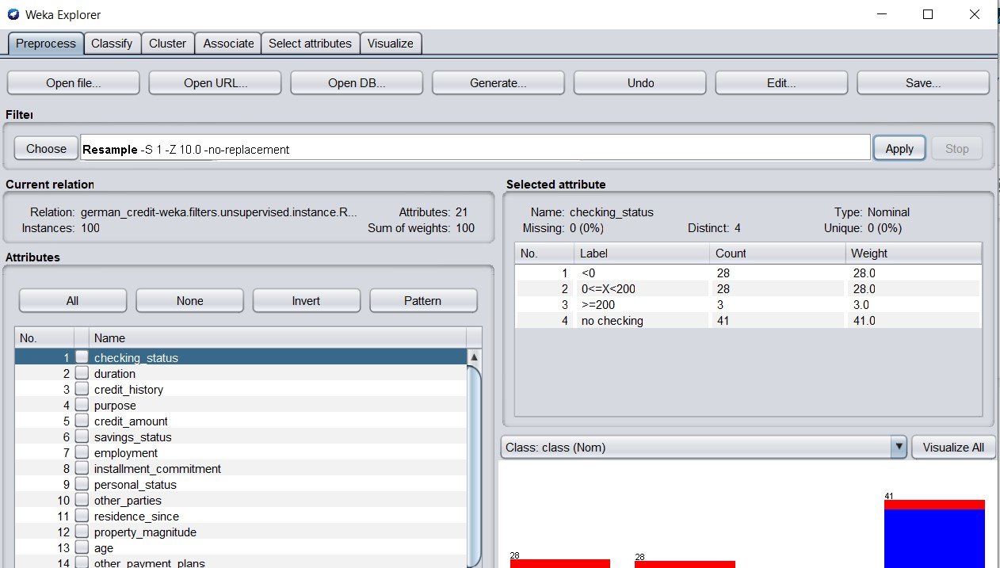 Weka Explorer
Preprocess Classify Cluster Associate Select attributes Visualize
Open file... Open URL... Open DB... Generate... Undo Edit... Save...
Filter
Choose Resample -S 1 -Z 10.0 -no-replacement Apply Stop
Current relation
Relation: german_credit-weka.filters.unsupervised.instance.R... Attributes: 21
Instances: 100 Sum of weights: 100
Attributes
All None Invert Pattern
No. Name
1 checking_status
2 duration
3 credit_history
4 purpose
5 credit_amount
6 savings_status
7 employment
8 installment_commitment
9 personal_status
10 other_parties
11 residence_since
12 property_magnitude
13 age
14 other_payment_plans
Selected attribute
Name: checking_status Type: Nominal
Missing: 0 (0%) Distinct: 4 Unique: 0 (0%)
No. Label Count Weight
1 <0 28 28.0
2 0<=X<200 28 28.0
3 >=200 3 3.0
4 no checking 41 41.0
Class: class (Nom) Visualize All
41
28 28